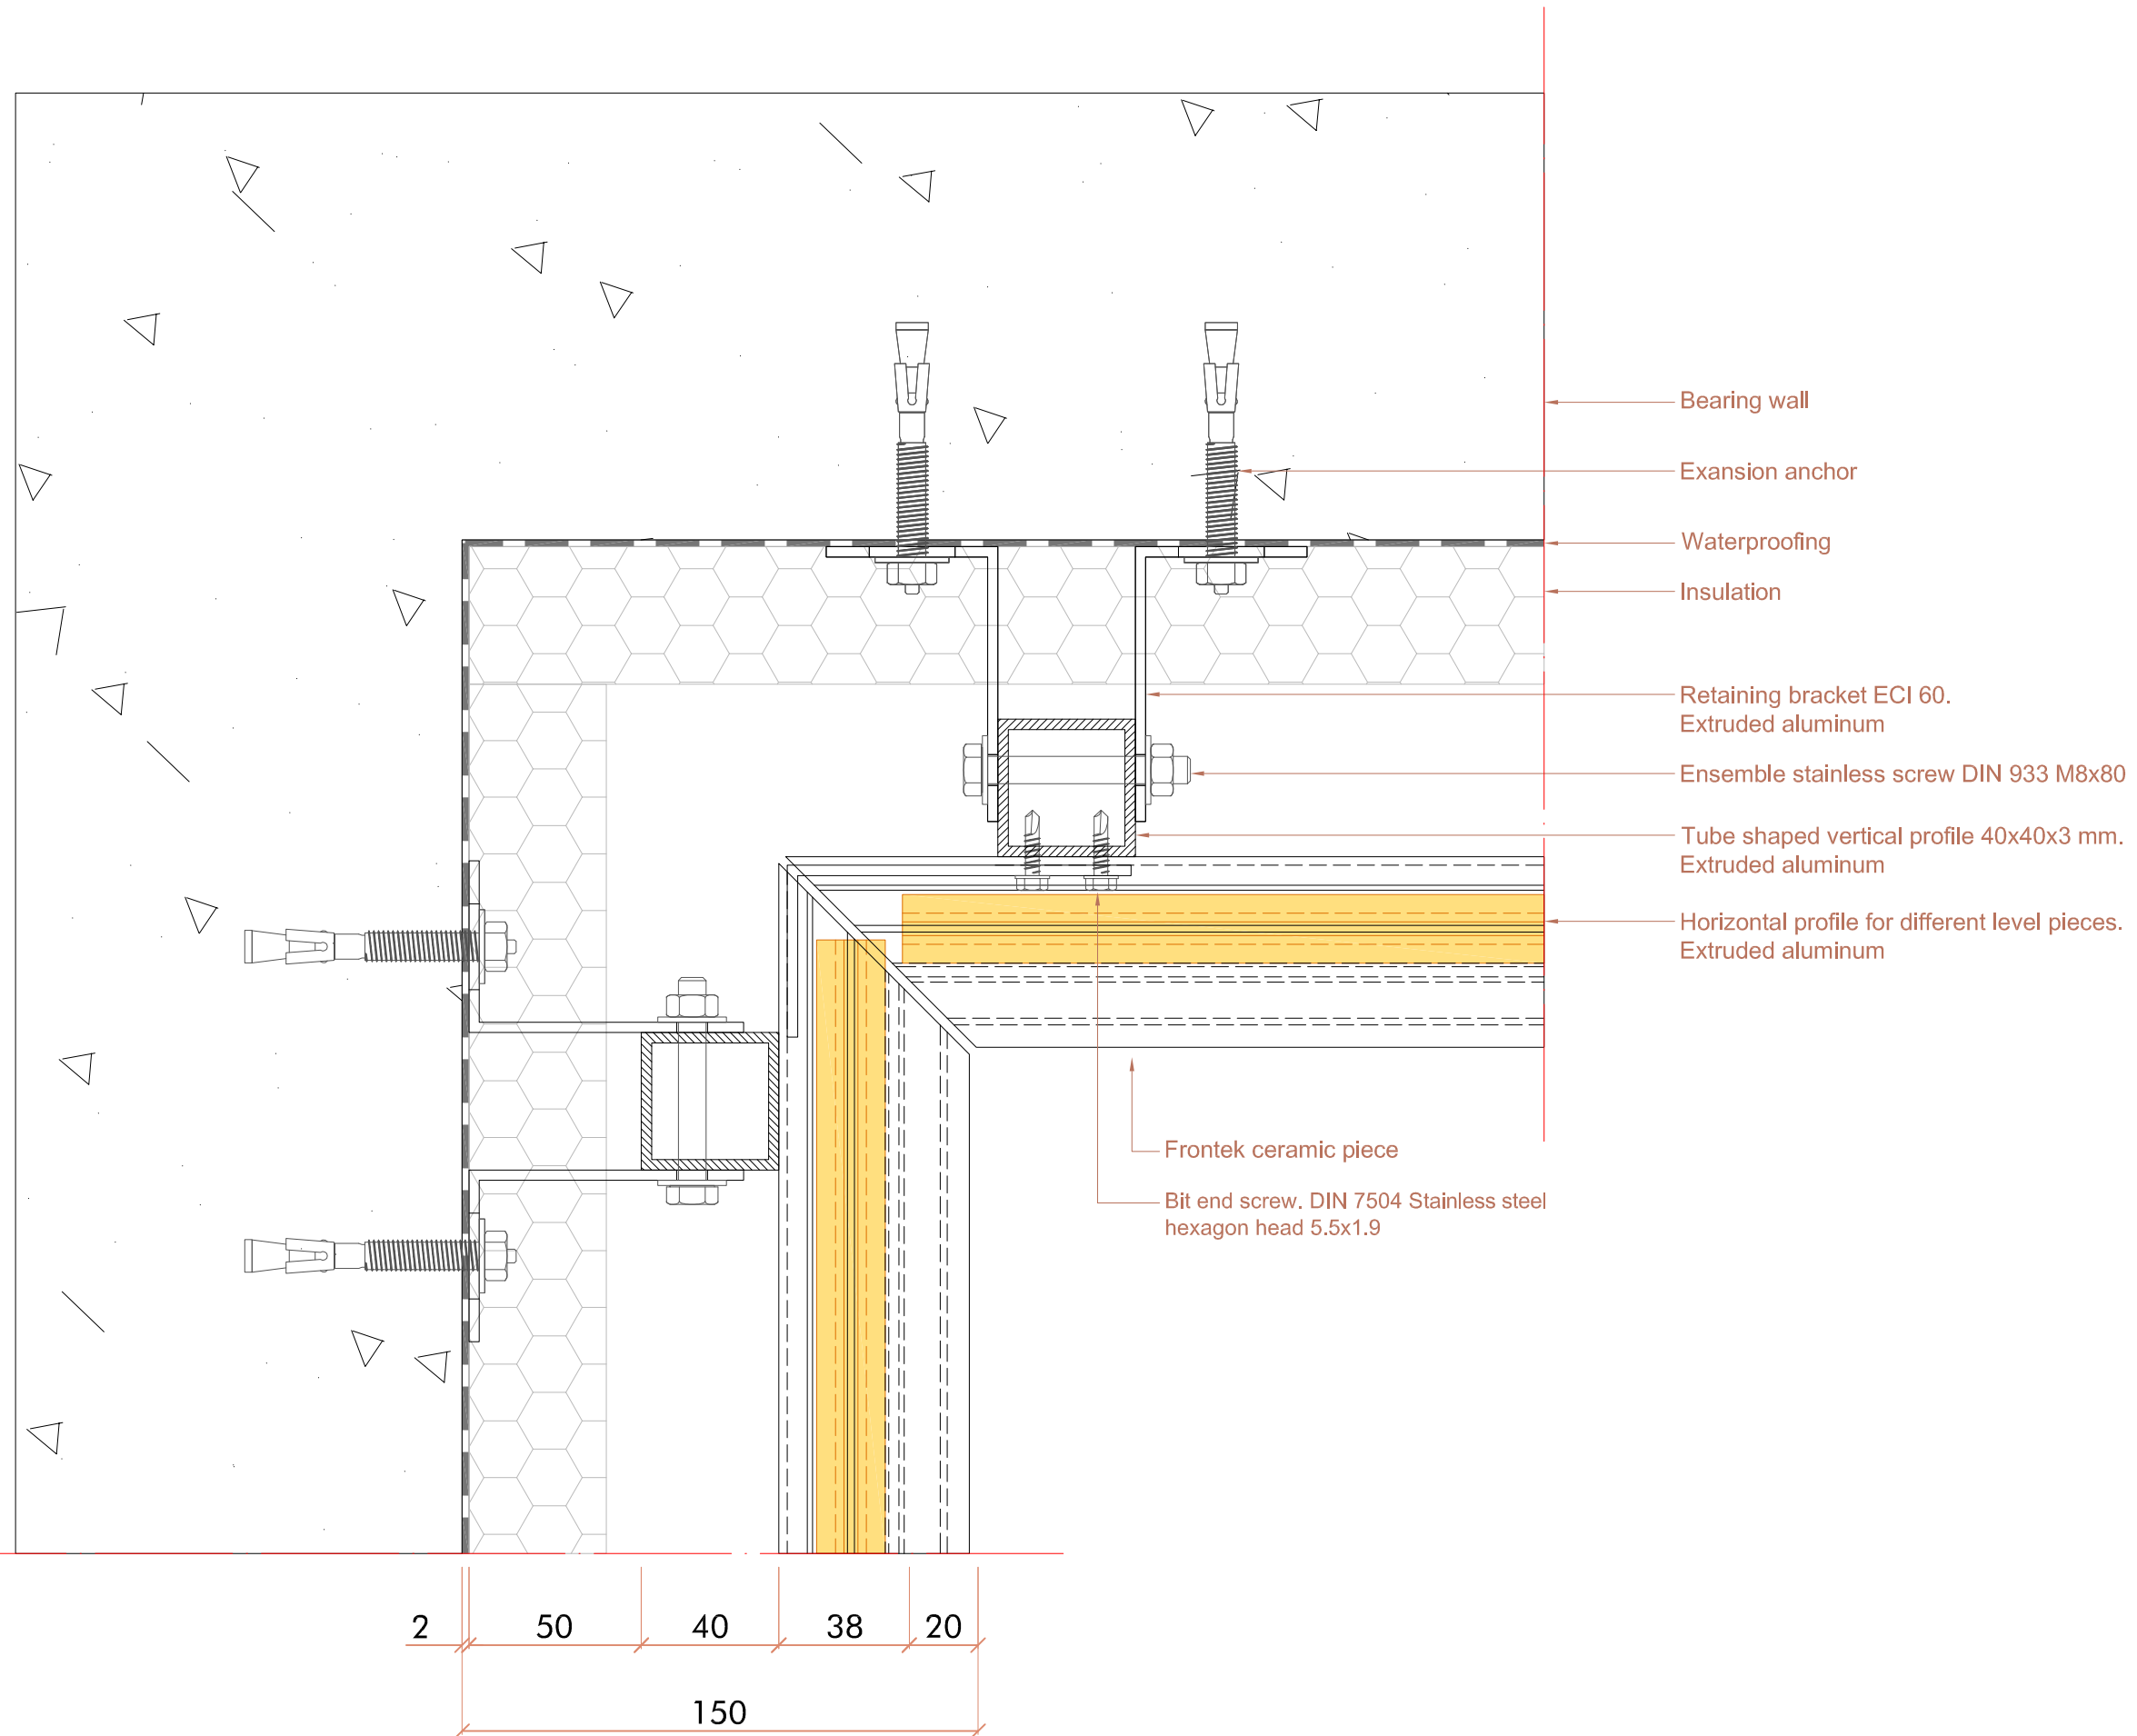 Bearing wall
Exansion anchor
Waterproofing
Insulation
Retaining bracket ECI 60.
Extruded aluminum
Ensemble stainless screw DIN 933 M8x80
Tube shaped vertical profile 40x40x3 mm.
Extruded aluminum
Horizontal profile for different level pieces.
Extruded aluminum
Frontek ceramic piece
Bit end screw. DIN 7504 Stainless steel
hexagon head 5.5x1.9
2 50 40 38 20
150